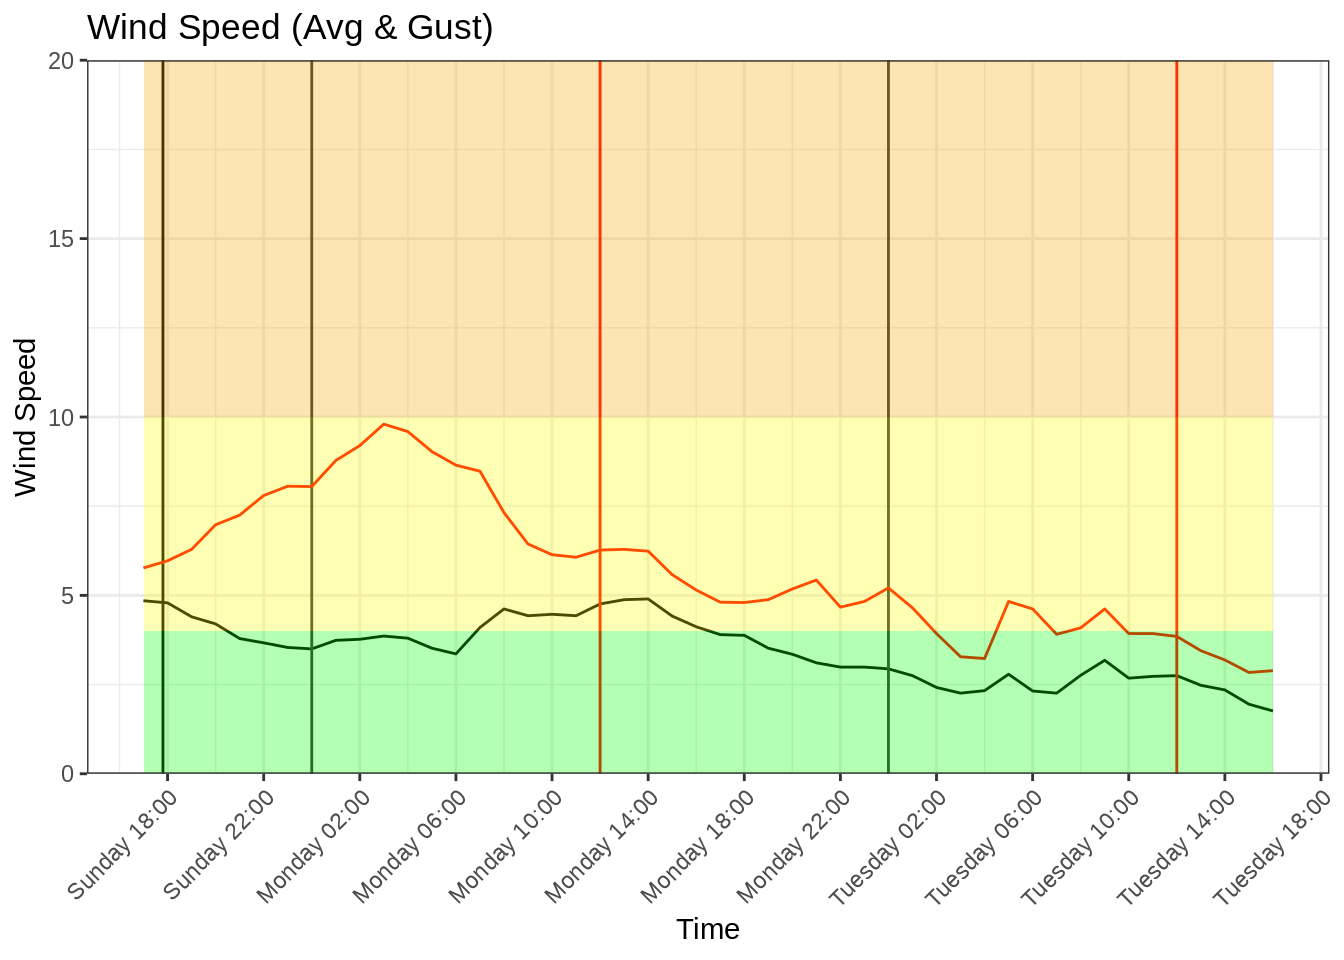 Wind Speed (Avg & Gust)
Wind Speed
20
15
10
5
0
Sunday 18:00
Sunday 22:00
Monday 02:00
Monday 06:00
Monday 10:00
Monday 14:00
Monday 18:00
Monday 22:00
Tuesday 02:00
Tuesday 06:00
Tuesday 10:00
Tuesday 14:00
Tuesday 18:00
Time